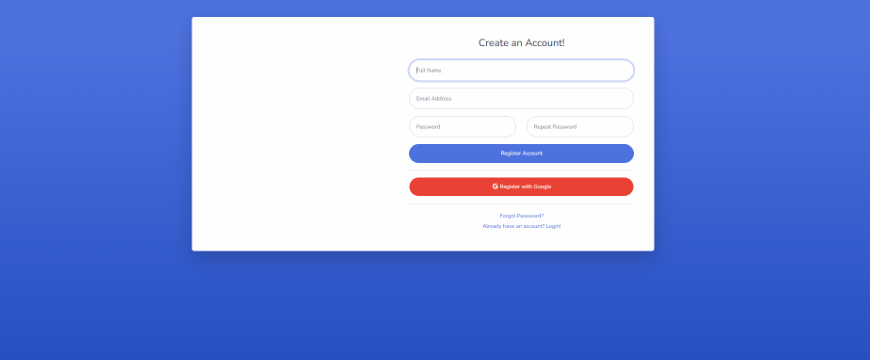 Create an Account!
Full Name
Email Address
Password Repeat Password
Register Account
Register with Google
Forgot Password?
Already have an account? Login!